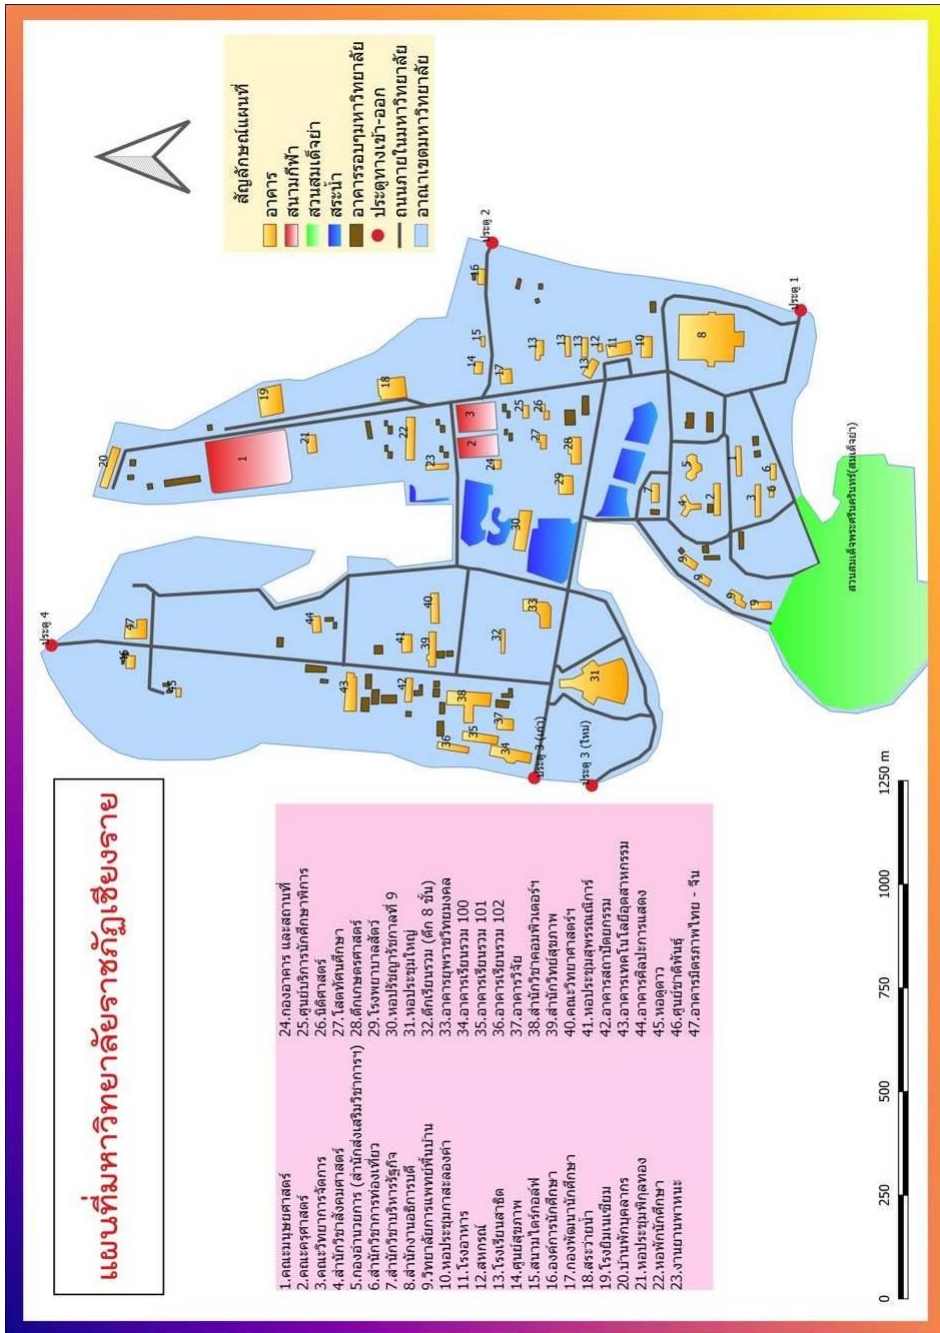 แผนที่มหาวิทยาลัยราชภัฏเชียงราย
สัญลักษณ์แผนที่
อาคาร
สนามกีฬา
สวนสมเด็จย่า
สระน้ำ
อาคารรอบๆมหาวิทยาลัย
ประตูทางเข้า-ออก
ถนนภายในมหาวิทยาลัย
อาณาเขตมหาวิทยาลัย
ประตู 1
ประตู 2
ประตู 3 (เก่า)
ประตู 3 (ใหม่)
ประตู 4
สวนสมเด็จพระศรีนครินทร์(สมเด็จย่า)
1.คณะมนุษยศาสตร์
2.คณะครุศาสตร์
3.คณะวิทยาการจัดการ
4.สำนักวิชาสังคมศาสตร์
5.กองอำนวยการ (สำนักส่งเสริมวิชาการฯ)
6.สำนักวิชาการท่องเที่ยว
7.สำนักวิชาบริหารรัฐกิจ
8.สำนักงานอธิการบดี
9.วิทยาลัยการแพทย์พื้นบ้าน
10.หอประชุมกาสะลองคำ
11.โรงอาหาร
12.สหกรณ์
13.โรงเรียนสาธิต
14.ศูนย์สุขภาพ
15.สนามไดร์กอล์ฟ
16.องค์การนักศึกษา
17.กองพัฒนานักศึกษา
18.สระว่ายน้ำ
19.โรงยิมเนเซียม
20.บ้านพักบุคลากร
21.หอประชุมพิกุลทอง
22.หอพักนักศึกษา
23.งานยานพาหนะ
24.กองอาคาร และสถานที่
25.ศูนย์บริการนักศึกษาพิการ
26.นิติศาสตร์
27.โสตทัศนศึกษา
28.ตึกเกษตรศาสตร์
29.โรงพยาบาลสัตว์
30.หอปรัชญารัชกาลที่ 9
31.หอประชุมใหญ่
32.ตึกเรียนรวม (ตึก 8 ชั้น)
33.อาคารยุพราชวิทยมงคล
34.อาคารเรียนรวม 100
35.อาคารเรียนรวม 101
36.อาคารเรียนรวม 102
37.อาคารวิจัย
38.สำนักวิชาคอมพิวเตอร์ฯ
39.สำนักวิทย์สุขภาพ
40.คณะวิทยาศาสตร์ฯ
41.หอประชุมสุพรรณณิการ์
42.อาคารสถาปัตยกรรม
43.อาคารเทคโนโลยีอุตสาหกรรม
44.อาคารศิลปะการแสดง
45.หอดูดาว
46.ศูนย์ชาติพันธุ์
47.อาคารมิตรภาพไทย - จีน
0 250 500 750 1000 1250 m